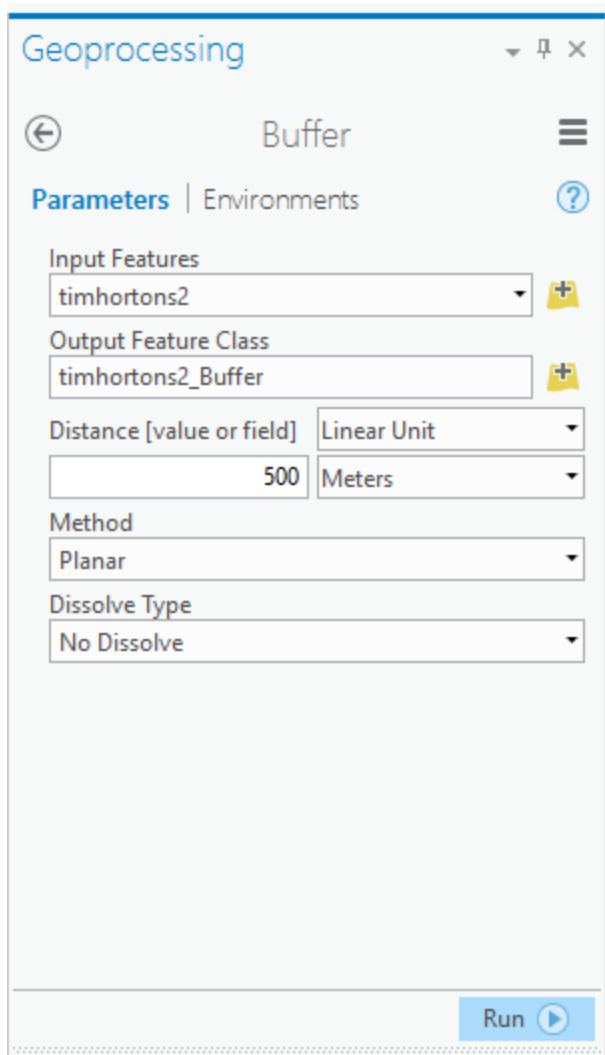 Geoprocessing
Buffer
Parameters | Environments
Input Features
timhortons2
Output Feature Class
timhortons2_Buffer
Distance [value or field] Linear Unit
500 Meters
Method
Planar
Dissolve Type
No Dissolve
Run